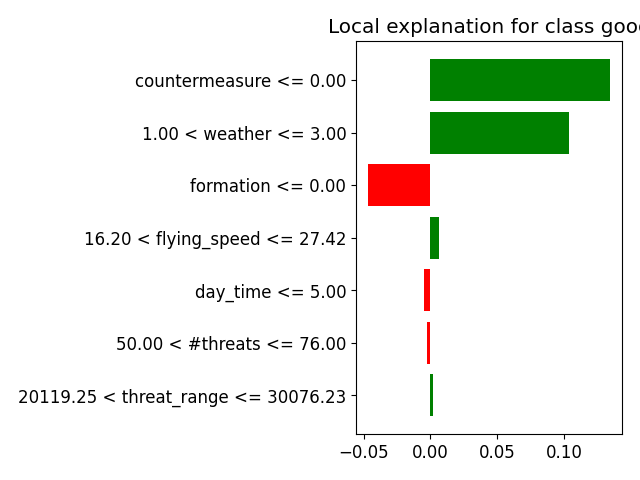 Local explanation for class good
countermeasure <= 0.00
1.00 < weather <= 3.00
formation <= 0.00
16.20 < flying_speed <= 27.42
day_time <= 5.00
50.00 < #threats <= 76.00
20119.25 < threat_range <= 30076.23
−0.05 0.00 0.05 0.10